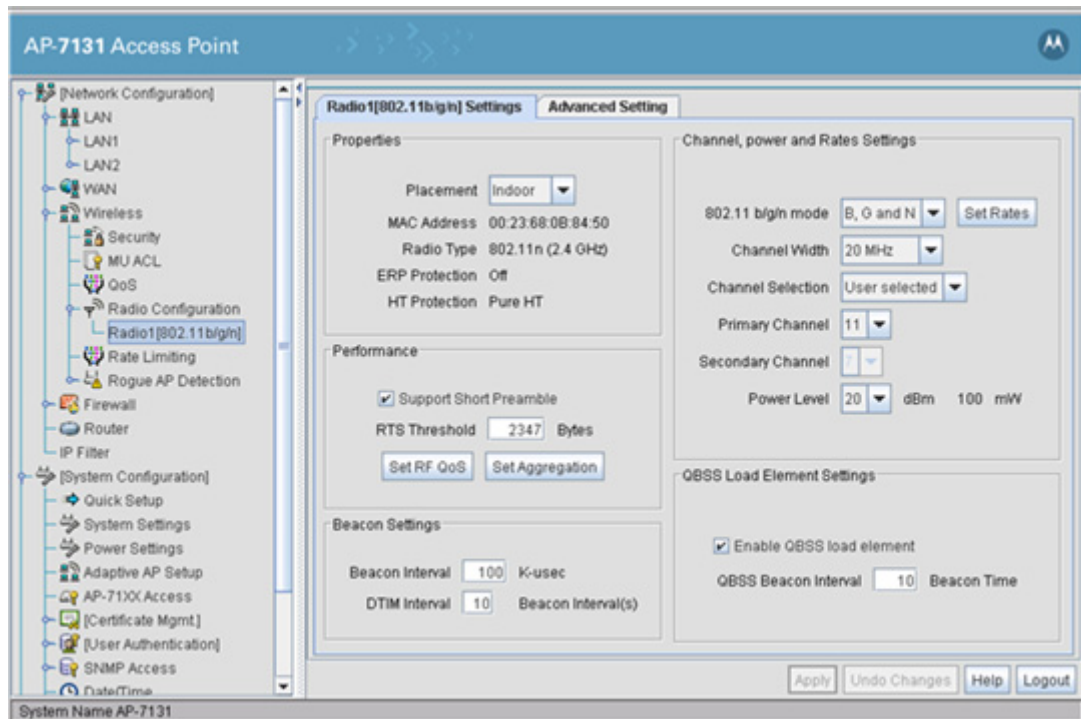 AP-7131 Access Point
[Network Configuration]
LAN
LAN1
LAN2
WAN
Wireless
Security
MU ACL
QoS
Radio Configuration
Radio1[802.11b/g/n]
Rate Limiting
Rogue AP Detection
Firewall
Router
IP Filter
[System Configuration]
Quick Setup
System Settings
Power Settings
Adaptive AP Setup
AP-71XX Access
[Certificate Mgmt.]
[User Authentication]
SNMP Access
Date/Time
Radio1[802.11b/g/n] Settings Advanced Setting
Properties
Placement Indoor
MAC Address 00:23:68:0B:84:50
Radio Type 802.11n (2.4 GHz)
ERP Protection Off
HT Protection Pure HT
Performance
Support Short Preamble
RTS Threshold 2347 Bytes
Set RF QoS Set Aggregation
Beacon Settings
Beacon Interval 100 K-usec
DTIM Interval 10 Beacon Interval(s)
Channel, power and Rates Settings
802.11 b/g/n mode B, G and N Set Rates
Channel Width 20 MHz
Channel Selection User selected
Primary Channel 11
Secondary Channel 7
Power Level 20 dBm 100 mW
QBSS Load Element Settings
Enable QBSS load element
QBSS Beacon Interval 10 Beacon Time
Apply Undo Changes Help Logout
System Name AP-7131